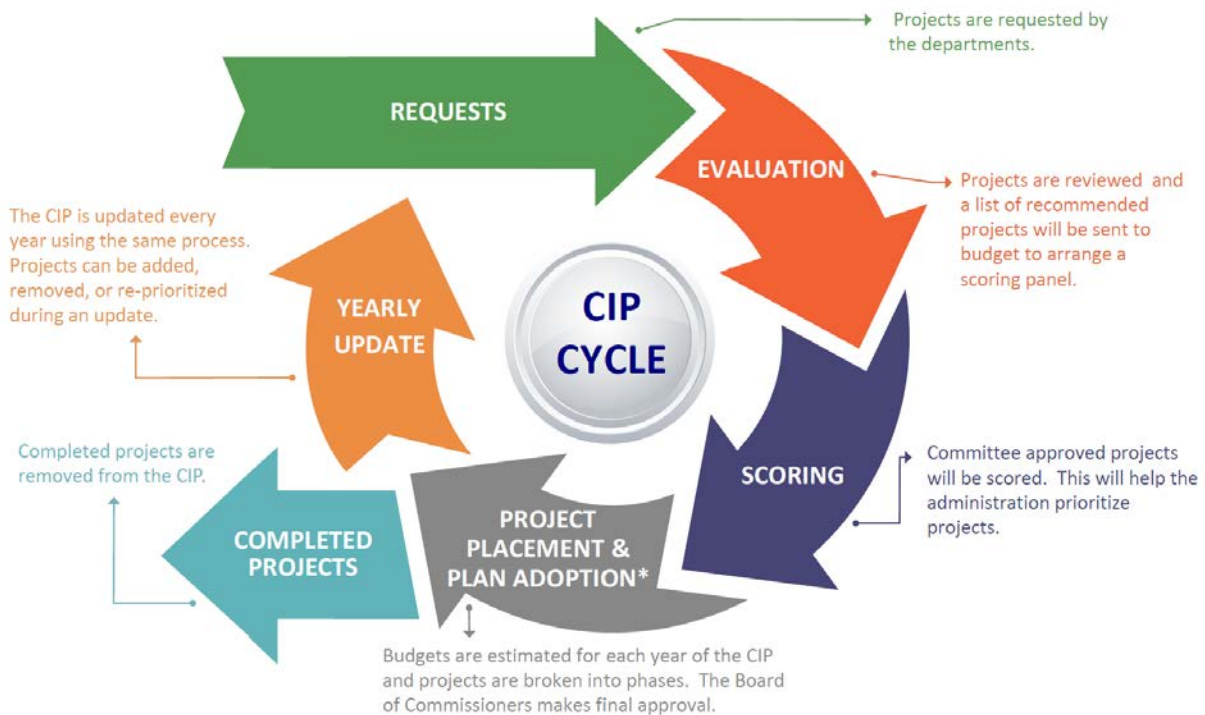 REQUESTS
Projects are requested by
the departments.
EVALUATION
Projects are reviewed and
a list of recommended
projects will be sent to
budget to arrange a
scoring panel.
CIP
CYCLE
SCORING
Committee approved projects
will be scored. This will help the
administration prioritize
projects.
PROJECT
PLACEMENT &
PLAN ADOPTION*
Budgets are estimated for each year of the CIP
and projects are broken into phases. The Board
of Commissioners makes final approval.
COMPLETED
PROJECTS
Completed projects are
removed from the CIP.
YEARLY
UPDATE
The CIP is updated every
year using the same process.
Projects can be added,
removed, or re-prioritized
during an update.